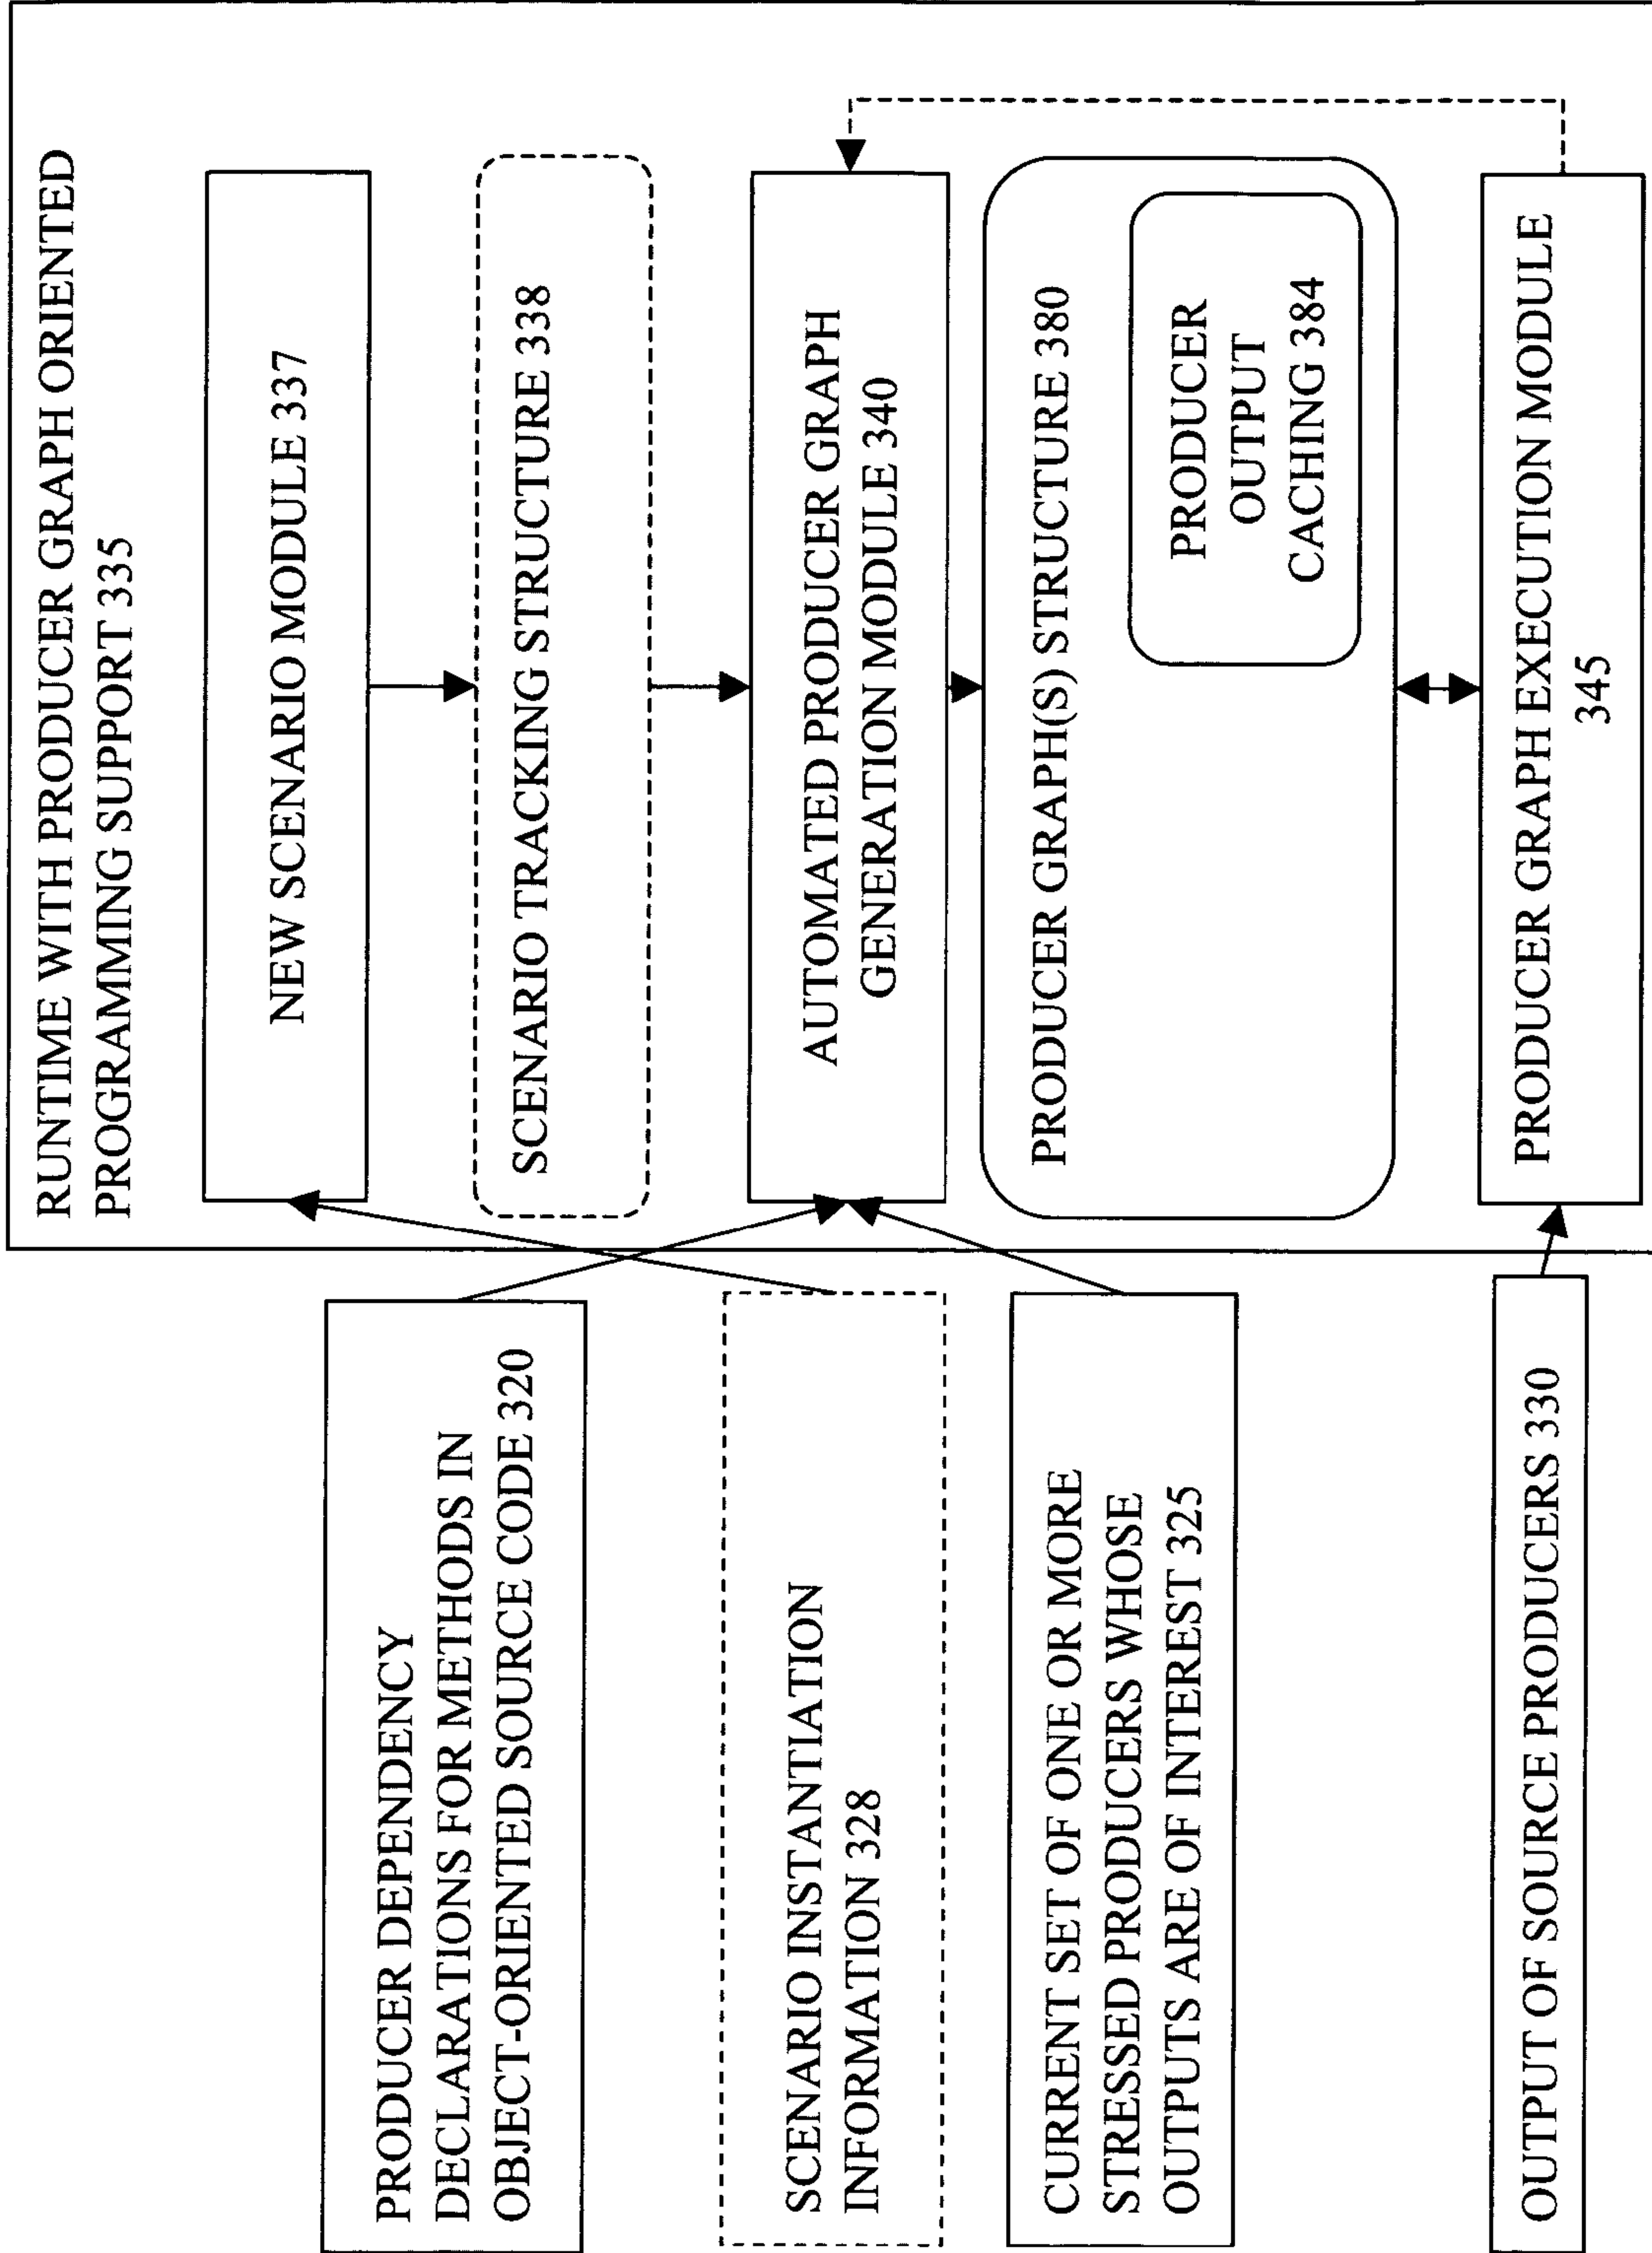 PRODUCER DEPENDENCY
DECLARATIONS FOR METHODS IN
OBJECT-ORIENTED SOURCE CODE 320
SCENARIO INSTANTIATION
INFORMATION 328
CURRENT SET OF ONE OR MORE
STRESSED PRODUCERS WHOSE
OUTPUTS ARE OF INTEREST 325
OUTPUT OF SOURCE PRODUCERS 330
RUNTIME WITH PRODUCER GRAPH ORIENTED
PROGRAMMING SUPPORT 335
NEW SCENARIO MODULE 337
SCENARIO TRACKING STRUCTURE 338
AUTOMATED PRODUCER GRAPH
GENERATION MODULE 340
PRODUCER GRAPH(S) STRUCTURE 380
PRODUCER
OUTPUT
CACHING 384
PRODUCER GRAPH EXECUTION MODULE
345